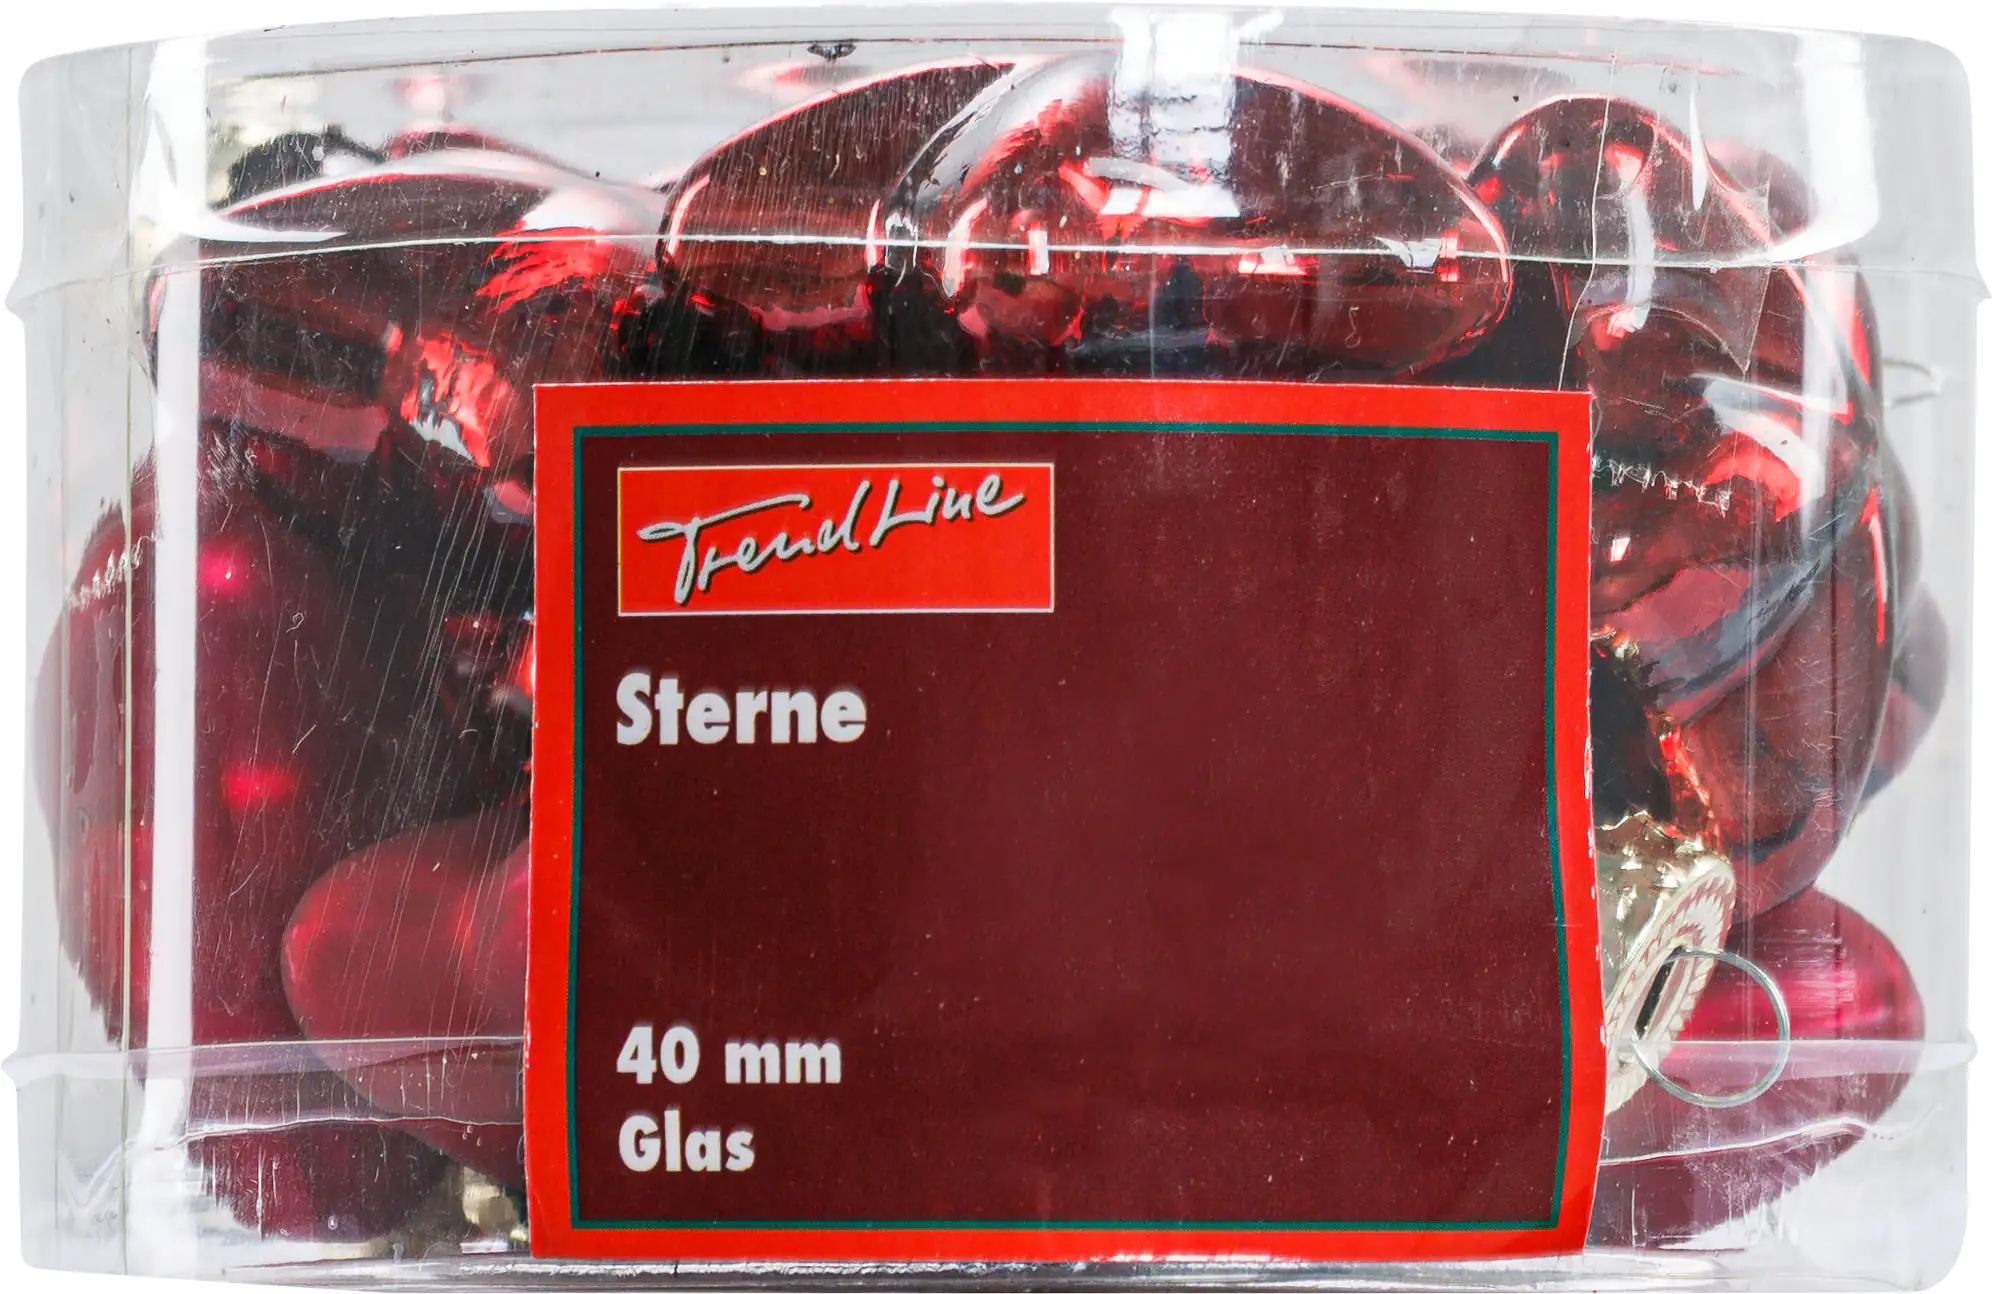 TrendLine
Sterne
40 mm
Glas